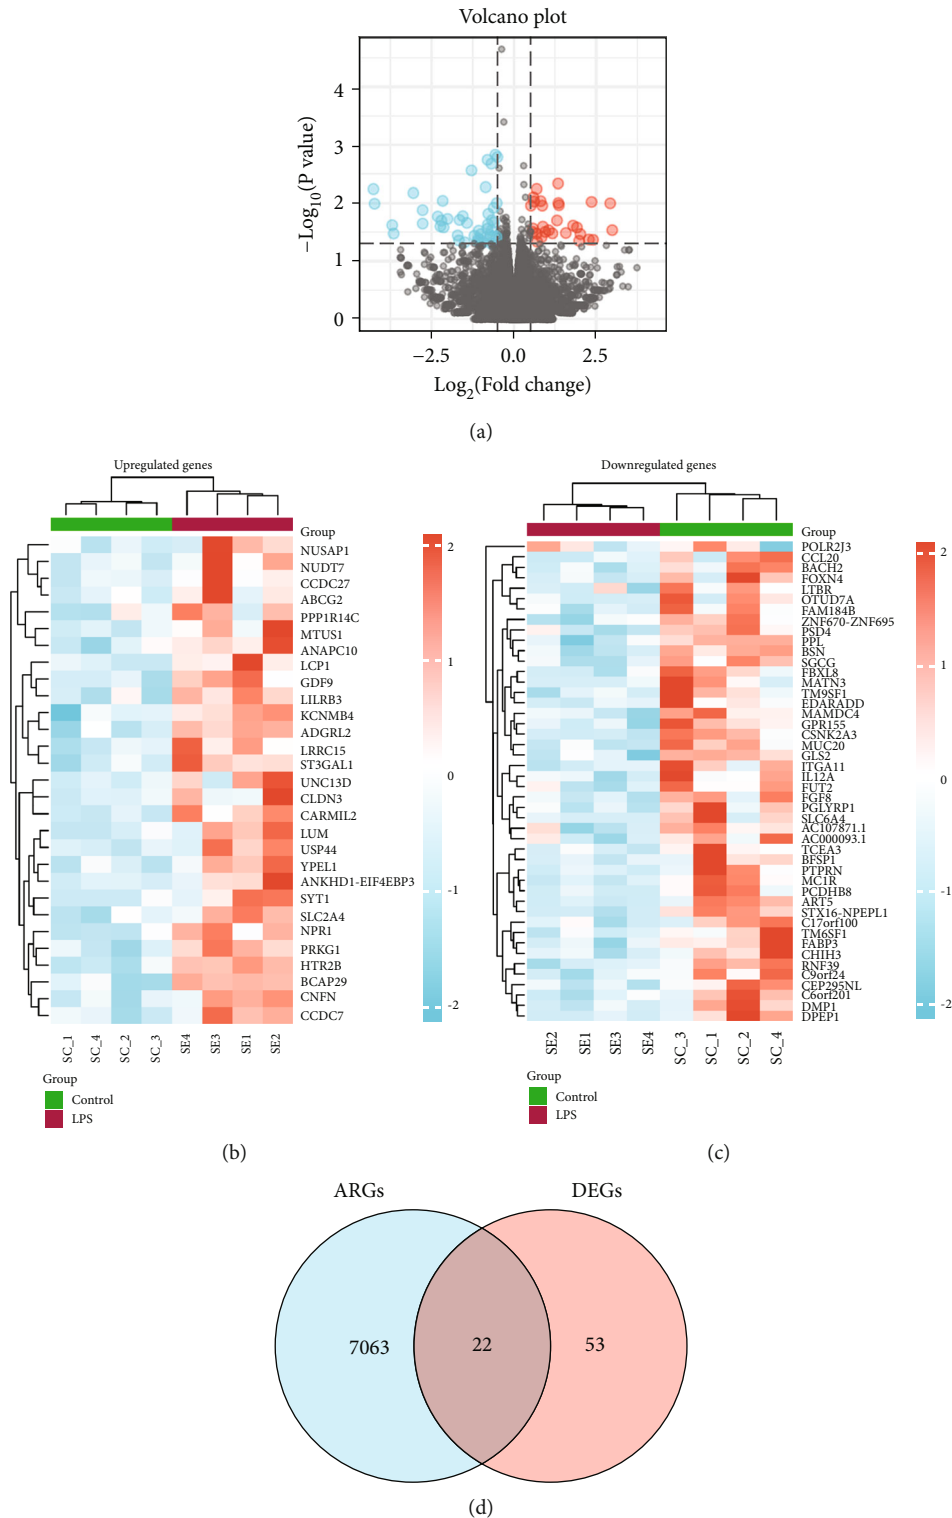 Volcano plot
4
3
2
1
0
−Log10(P value)
−2.5 0.0 2.5
Log2(Fold change)
(a)
Upregulated genes
Group
NUSAP1
NUDT7
CCDC27
ABCG2
PPP1R14C
MTUS1
ANAPC10
LCP1
GDF9
LILRB3
KCNMB4
ADGRL2
LRRC15
ST3GAL1
UNC13D
CLDN3
CARMIL2
LUM
USP44
YPEL1
ANKHD1-EIF4EBP3
SYT1
SLC2A4
NPR1
PRKG1
HTR2B
BCAP29
CNFN
CCDC7
2
1
0
-1
-2
SC_1 SC_4 SC_2 SC_3 SE4 SE3 SE1 SE2
Group
Control
LPS
(b)
Downregulated genes
Group
POLR2J3
CCL20
BACH2
FOXN4
LTBR
OTUD7A
FAM184B
ZNF670-ZNF695
PSD4
PPL
BSN
SGCG
FBXL8
MATN3
TM9SF1
EDARADD
MAMDC4
GPR155
CSNK2A3
MUC20
GLS2
ITGA11
IL12A
FUT2
FGF8
PGLYRP1
SLC6A4
AC107871.1
AC000093.1
TCEA3
BFSP1
PTPRN
MC1R
PCDHB8
ART5
STX16-NPEPL1
C17orf100
TM6SF1
FABP3
CHIH3
RNF39
C9orf24
CEP295NL
C6orf201
DMP1
DPEP1
2
1
0
-1
-2
SE2 SE1 SE3 SE4 SC_3 SC_1 SC_2 SC_4
Group
Control
LPS
(c)
ARGs DEGs
7063 22 53
(d)